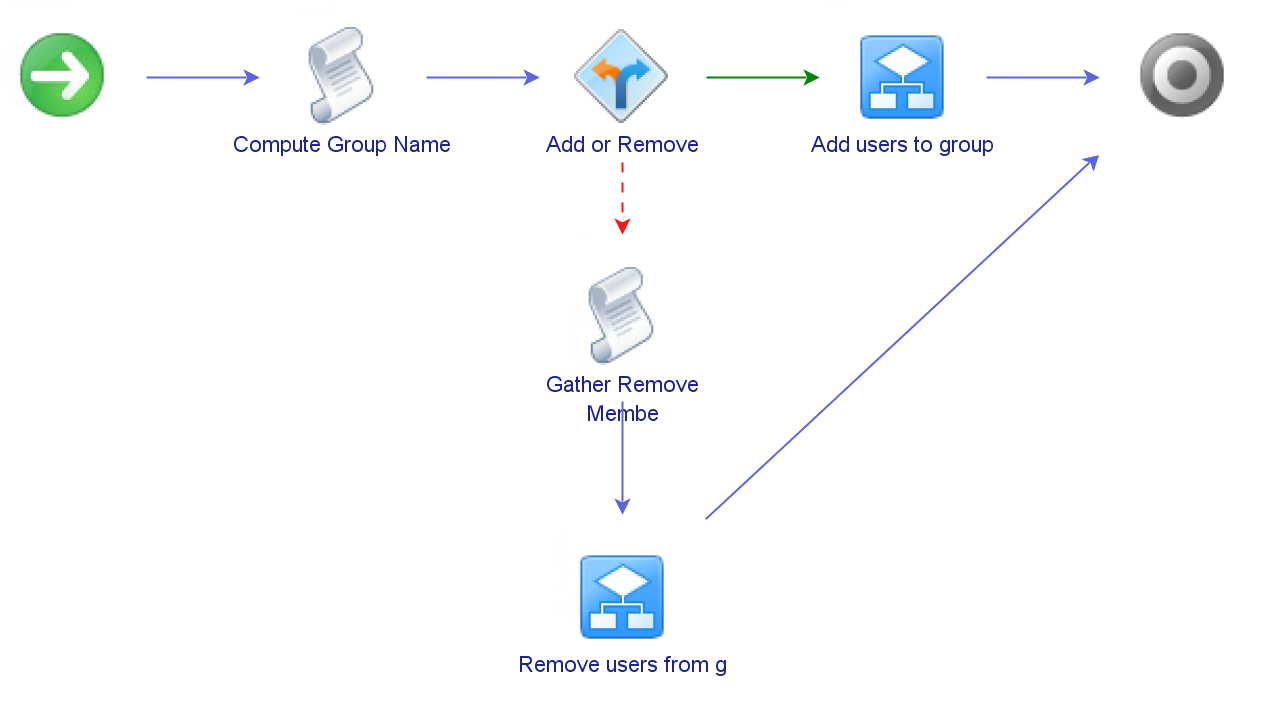 Compute Group Name
Add or Remove
Add users to group
Gather Remove
Membe
Remove users from g